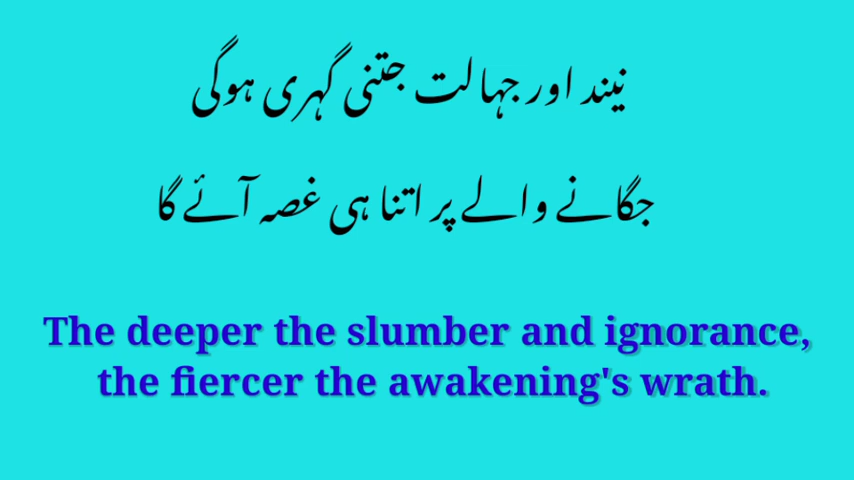 نیند اور جہالت جتنی گہری ہوگی
جگانے والے پر اتنا ہی غصہ آئے گا
The deeper the slumber and ignorance,
the fiercer the awakening's wrath.